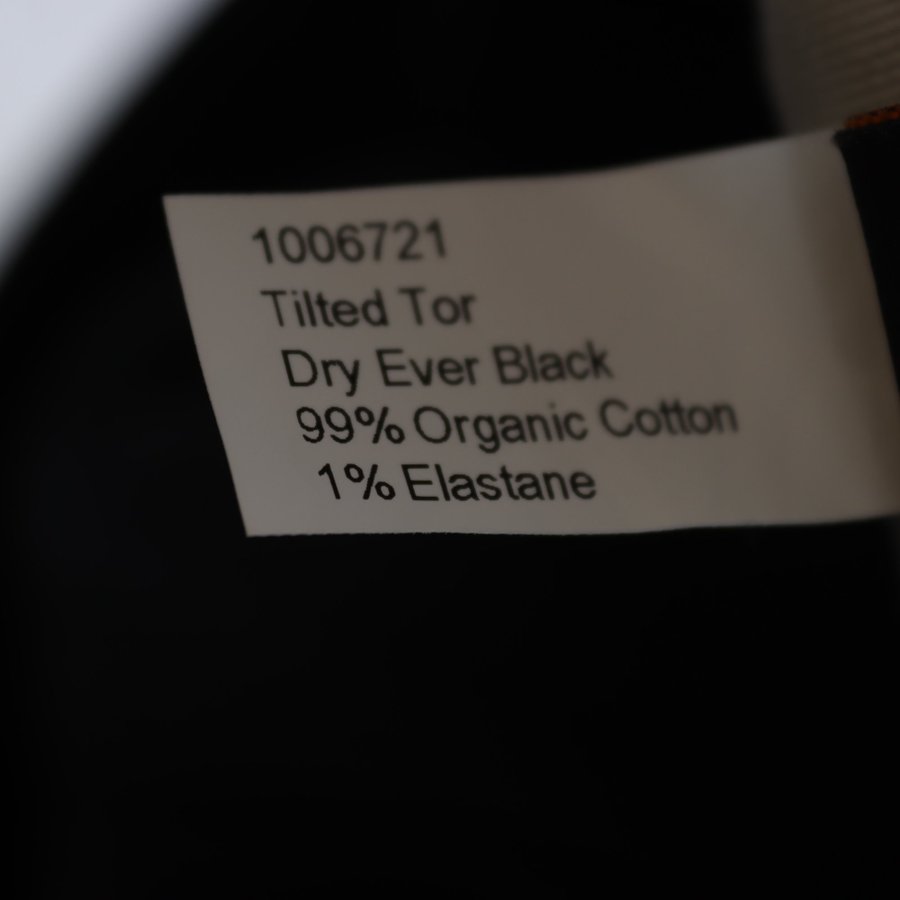 1006721
Tilted Tor
Dry Ever Black
99% Organic Cotton
1% Elastane